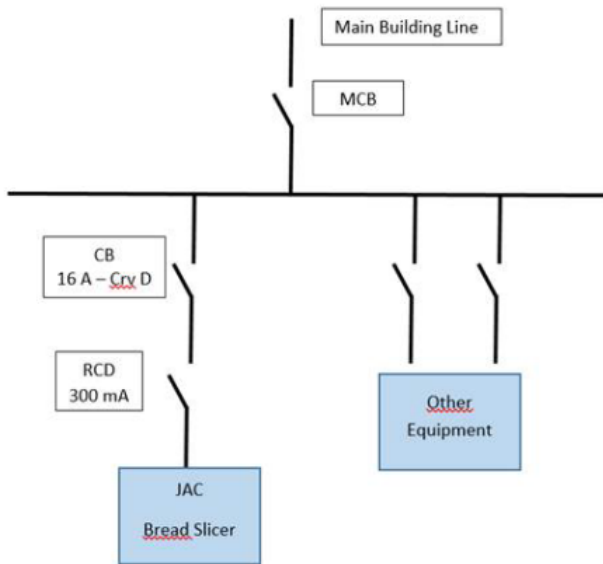 Main Building Line
MCB
CB
16 A – Crv D
RCD
300 mA
Other
Equipment
JAC
Bread Slicer